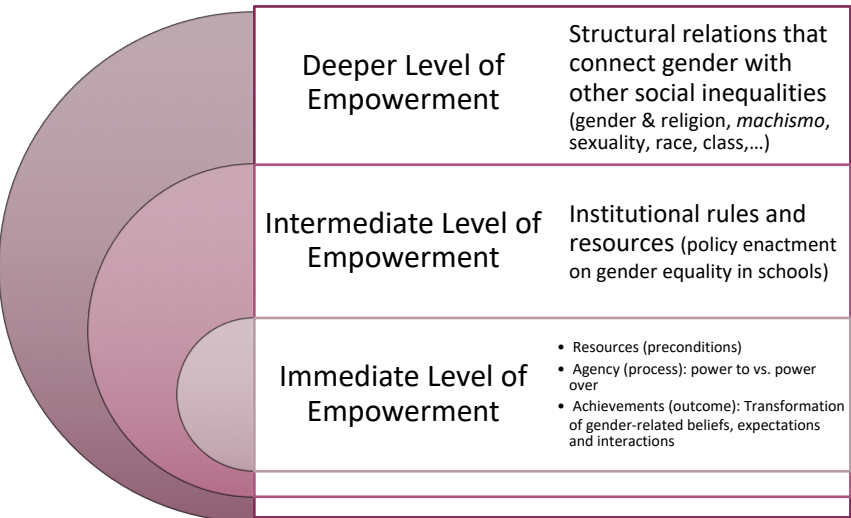 Deeper Level of
Empowerment
Structural relations that
connect gender with
other social inequalities
(gender & religion, machismo,
sexuality, race, class,...)
Intermediate Level of
Empowerment
Institutional rules and
resources (policy enactment
on gender equality in schools)
Immediate Level of
Empowerment
• Resources (preconditions)
• Agency (process): power to vs. power
over
• Achievements (outcome): Transformation
of gender-related beliefs, expectations
and interactions